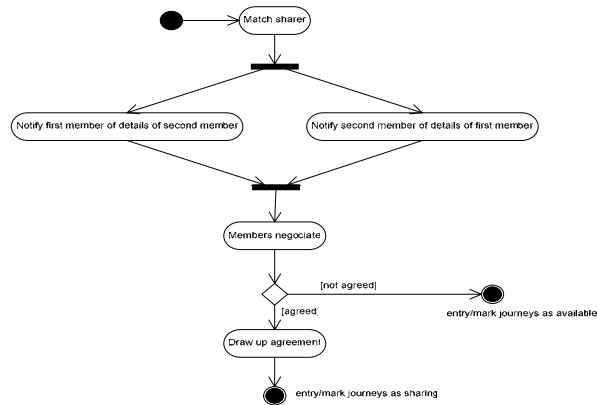 Match sharer
Notify first member of details of second member
Notify second member of details of first member
Members negociate
[not agreed]
entry/mark journeys as available
[agreed]
Draw up agreement
entry/mark journeys as sharing